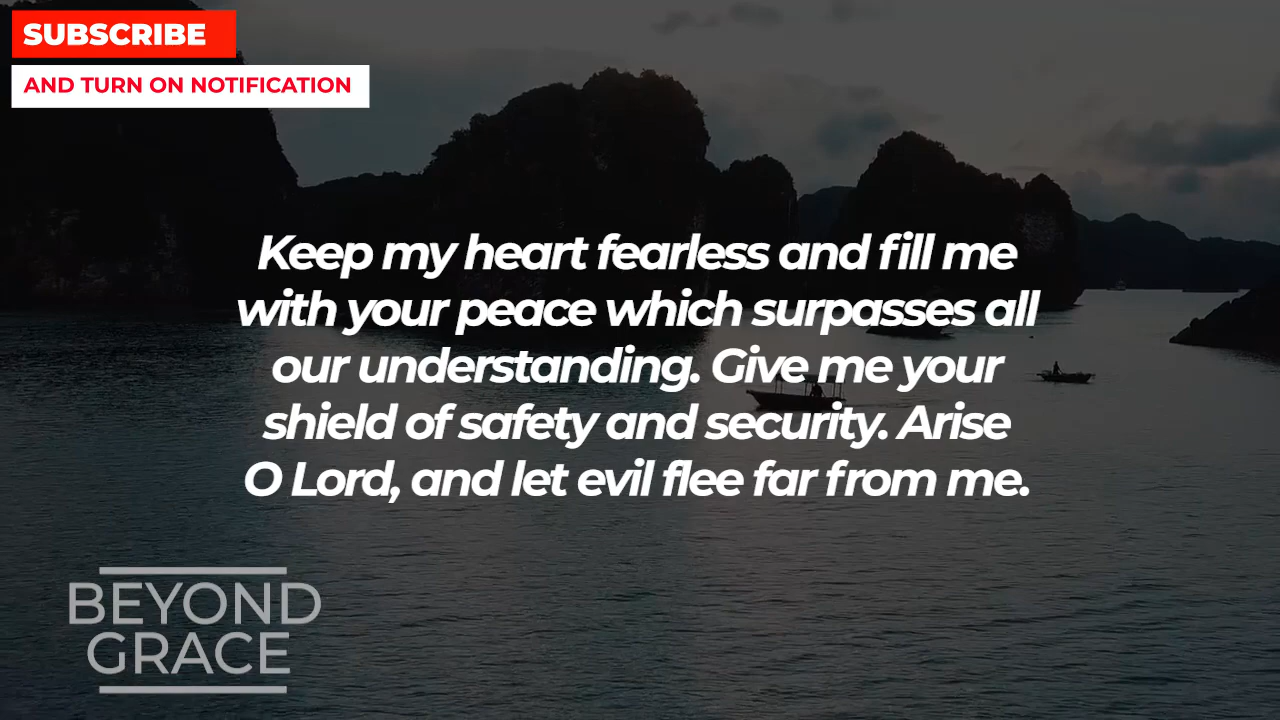 SUBSCRIBE
AND TURN ON NOTIFICATION
Keep my heart fearless and fill me
with your peace which surpasses all
our understanding. Give me your
shield of safety and security. Arise
O Lord, and let evil flee far from me.
BEYOND
GRACE